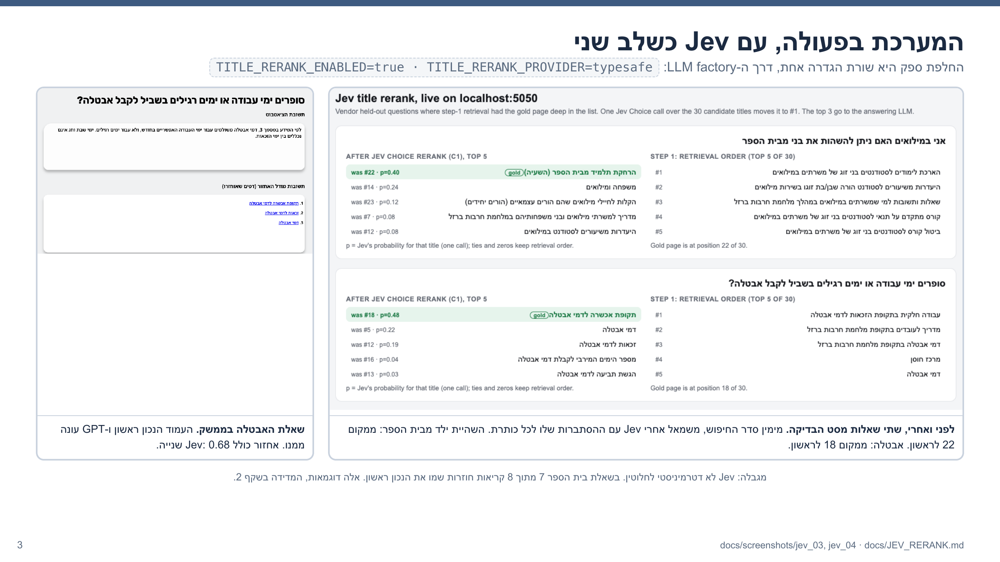 המערכת בפעולה, עם Jev כשלב שני
החלפת ספק היא שורת הגדרה אחת, דרך ה-LLM factory: TITLE_RERANK_ENABLED=true · TITLE_RERANK_PROVIDER=typesafe
Jev title rerank, live on localhost:5050
Vendor held-out questions where step-1 retrieval had the gold page deep in the list. One Jev Choice call over the 30 candidate titles moves it to #1. The top 3 go to the answering LLM.
אני במילואים האם ניתן להשהות את בני מבית הספר
STEP 1: RETRIEVAL ORDER (TOP 5 OF 30)
#1 הארכת לימודים לסטודנטים בני זוג של משרתים במילואים
#2 היעדרות משיעורים לסטודנט הורה שבן/בת זוגו בשירות מילואים
#3 שאלות ותשובות למי שמשרתים במילואים במהלך מלחמת חרבות ברזל
#4 קורס מתקדם על תנאי לסטודנטים בני זוג של משרתים במילואים
#5 ביטול קורס לסטודנטים בני זוג של משרתים במילואים
Gold page is at position 22 of 30.
AFTER JEV CHOICE RERANK (C1), TOP 5
הרחקת תלמיד מבית הספר (השעיה) gold was #22 · p=0.40
משפחה ומילואים was #14 · p=0.24
הקלות לחיילי מילואים שהם הורים עצמאיים (הורים יחידים) was #23 · p=0.12
מדריך למשרתי מילואים ובני משפחותיהם במלחמת חרבות ברזל was #7 · p=0.08
היעדרות משיעורים לסטודנט במילואים was #12 · p=0.08
p = Jev's probability for that title (one call); ties and zeros keep retrieval order.
סופרים ימי עבודה או ימים רגילים בשביל לקבל אבטלה?
STEP 1: RETRIEVAL ORDER (TOP 5 OF 30)
#1 עבודה חלקית בתקופת הזכאות לדמי אבטלה
#2 מדריך לעובדים בתקופת מלחמת חרבות ברזל
#3 דמי אבטלה בתקופת מלחמת חרבות ברזל
#4 מרכז חוסן
#5 דמי אבטלה
Gold page is at position 18 of 30.
AFTER JEV CHOICE RERANK (C1), TOP 5
תקופת אכשרה לדמי אבטלה gold was #18 · p=0.48
דמי אבטלה was #5 · p=0.22
זכאות לדמי אבטלה was #12 · p=0.19
מספר הימים המירבי לקבלת דמי אבטלה was #16 · p=0.04
הגשת תביעה לדמי אבטלה was #13 · p=0.03
p = Jev's probability for that title (one call); ties and zeros keep retrieval order.
לפני ואחרי, שתי שאלות מסט הבדיקה. מימין סדר החיפוש, משמאל אחרי Jev עם ההסתברות שלו לכל כותרת. השהיית ילד מבית הספר: ממקום
22 לראשון. אבטלה: ממקום 18 לראשון.
סופרים ימי עבודה או ימים רגילים בשביל לקבל אבטלה?
תשובת הצ'אטבוט
לפי המידע במסמך 3, דמי אבטלה משולמים עבור ימי העבודה האפשריים בחודש, ולא עבור ימים רגילים. ימי שבת וחג אינם
נכללים בין ימי הזכאות.
תשובות מודל האחזור (דפים שאוחזרו)
1. תקופת אכשרה לדמי אבטלה
2. זכאות לדמי אבטלה
3. דמי אבטלה
שאלת האבטלה בממשק. העמוד הנכון ראשון ו-GPT עונה
ממנו. אחזור כולל Jev: 0.68 שנייה.
מגבלה: Jev לא דטרמיניסטי לחלוטין. בשאלת בית הספר 7 מתוך 8 קריאות חוזרות שמו את הנכון ראשון. אלה דוגמאות, המדידה בשקף 2.
docs/screenshots/jev_03, jev_04 · docs/JEV_RERANK.md
3